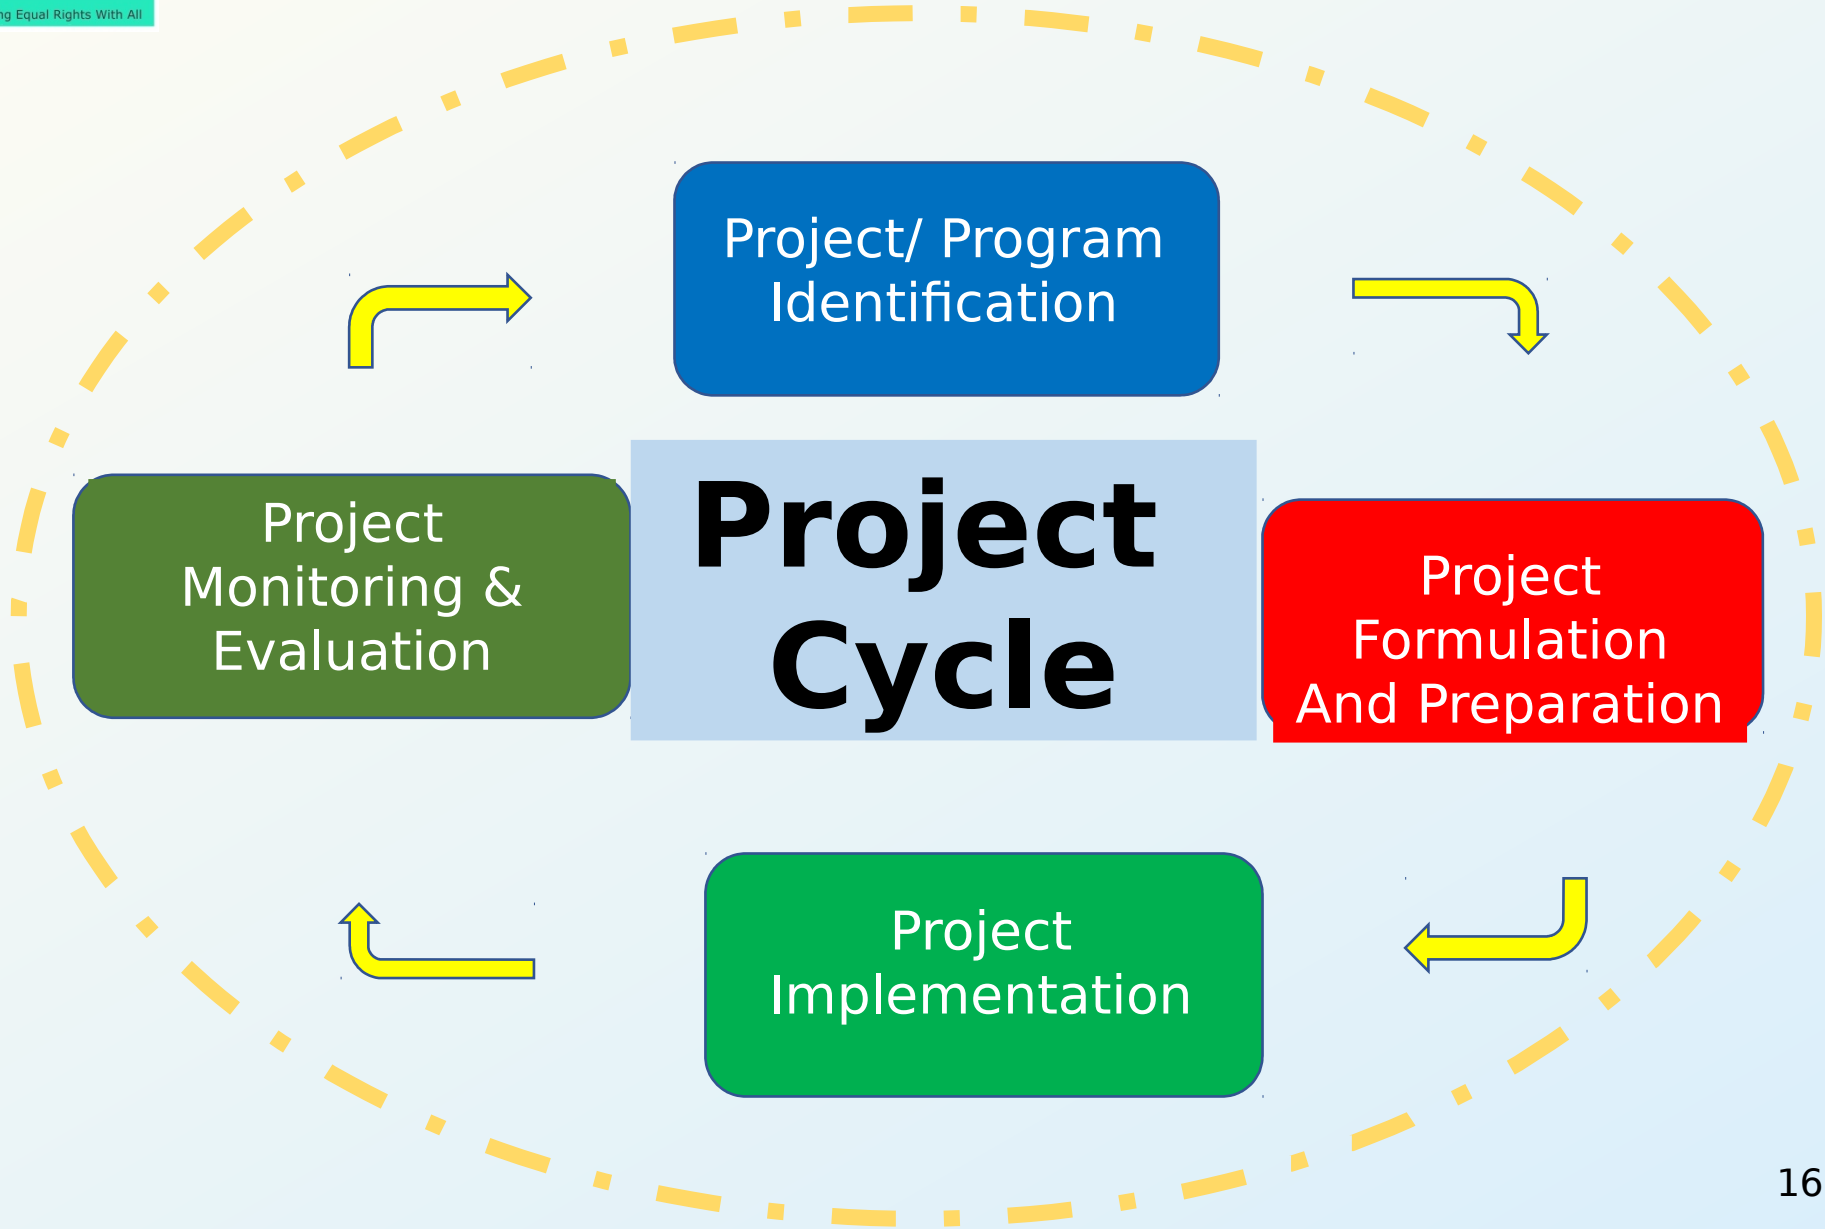 Equal Rights With All
Project/ Program
Identification
Project
Monitoring &
Evaluation
Project
Cycle
Project
Formulation
And Preparation
Project
Implementation
16